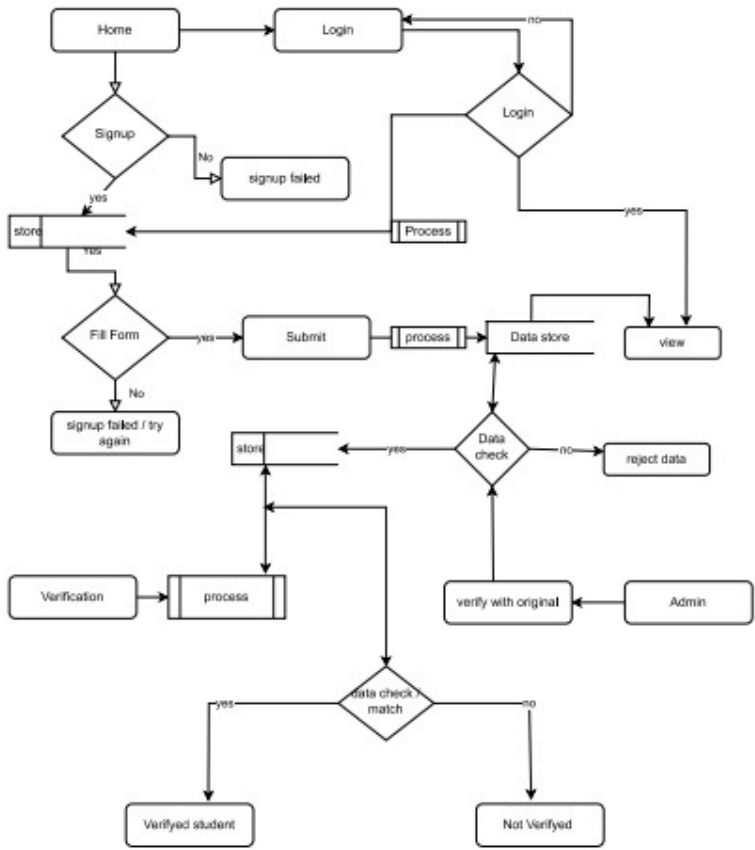 Home
Login
no
Signup
Login
No
signup failed
yes
store
Yes
Process
yes
Fill Form
yes
Submit
process
Data store
view
No
signup failed / try
again
store
yes
Data
check
no
reject data
Verification
process
verify with original
Admin
data check /
match
yes
no
Verifyed student
Not Verifyed